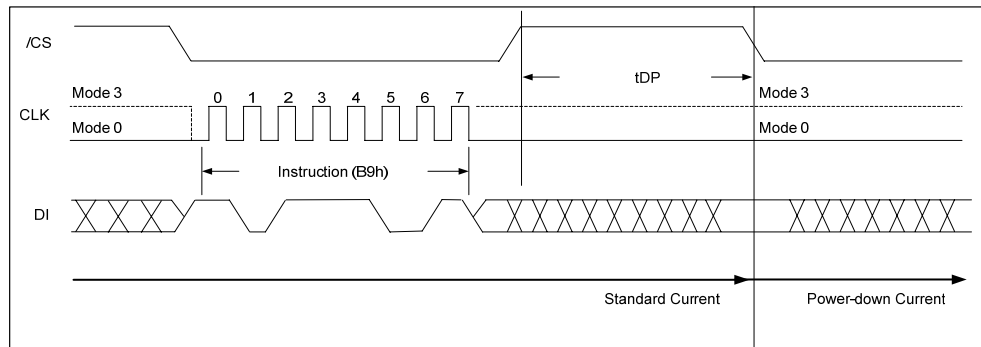 /CS
tDP
Mode 3
Mode 3
0 1 2 3 4 5 6 7
CLK
Mode 0
Mode 0
Instruction (B9h)
DI
Standard Current
Power-down Current